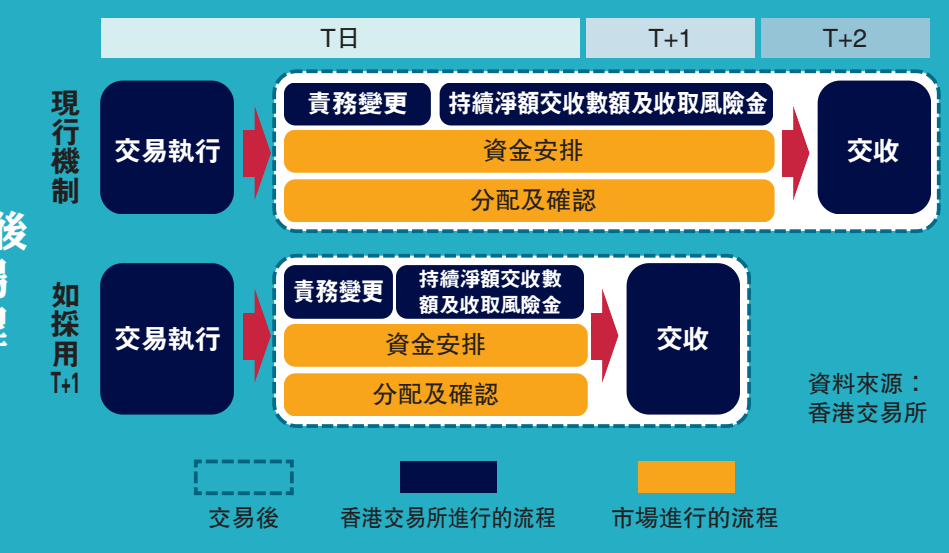 T日
T+1
T+2
現行機制
交易執行
責務變更
持續淨額交收數額及收取風險金
資金安排
分配及確認
交收
後
如採用T+1
交易執行
責務變更
持續淨額交收數
額及收取風險金
資金安排
分配及確認
交收
資料來源：
香港交易所
交易後
香港交易所進行的流程
市場進行的流程